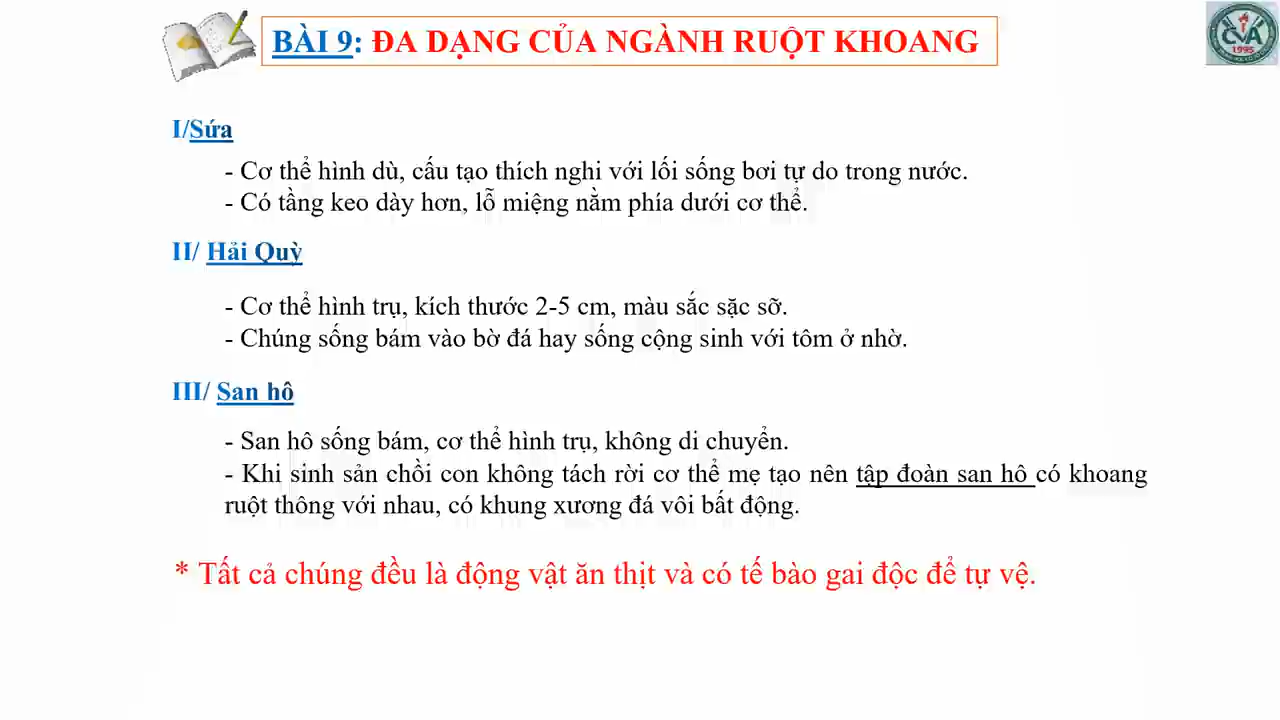 BÀI 9: ĐA DẠNG CỦA NGÀNH RUỘT KHOANG
CVA
1995
I/Sứa
- Cơ thể hình dù, cấu tạo thích nghi với lối sống bơi tự do trong nước.
- Có tầng keo dày hơn, lỗ miệng nằm phía dưới cơ thể.
II/ Hải Quỳ
- Cơ thể hình trụ, kích thước 2-5 cm, màu sắc sặc sỡ.
- Chúng sống bám vào bờ đá hay sống cộng sinh với tôm ở nhờ.
III/ San hô
- San hô sống bám, cơ thể hình trụ, không di chuyển.
- Khi sinh sản chồi con không tách rời cơ thể mẹ tạo nên tập đoàn san hô có khoang
ruột thông với nhau, có khung xương đá vôi bất động.
* Tất cả chúng đều là động vật ăn thịt và có tế bào gai độc để tự vệ.